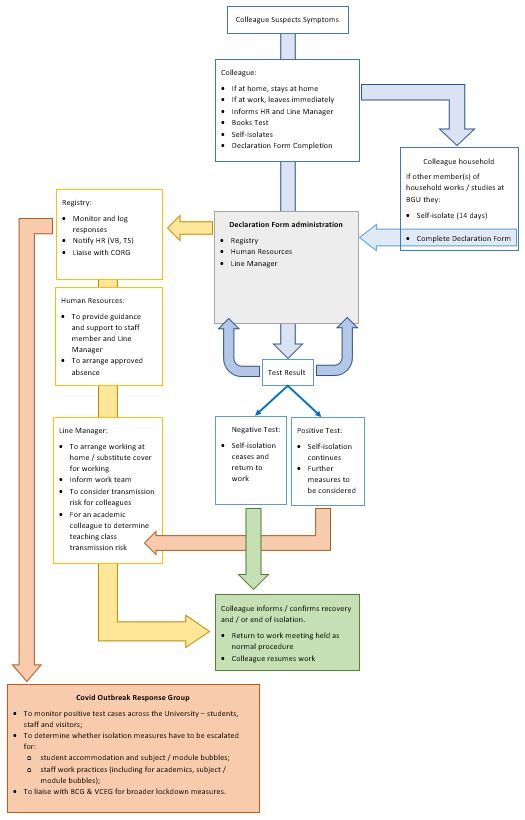 Colleague Suspects Symptoms
Colleague:
• If at home, stays at home
• If at work, leaves immediately
• Informs HR and Line Manager
• Books Test
• Self-Isolates
• Declaration Form Completion
Colleague household
If other member(s) of
household works / studies at
BGU they:
• Self-isolate (14 days)
• Complete Declaration Form
Registry:
• Monitor and log
responses
• Notify HR (VB, TS)
• Liaise with CORG
Declaration Form administration
• Registry
• Human Resources
• Line Manager
Human Resources:
• To provide guidance
and support to staff
member and Line
Manager
• To arrange approved
absence
Test Result
Line Manager:
• To arrange working at
home / substitute cover
for working
• Inform work team
• To consider transmission
risk for colleagues
• For an academic
colleague to determine
teaching class
transmission risk
Negative Test:
• Self-isolation
ceases and
return to
work
Positive Test:
• Self-isolation
continues
• Further
measures to
be considered
Colleague informs / confirms recovery
and / or end of isolation.
• Return to work meeting held as
normal procedure
• Colleague resumes work
Covid Outbreak Response Group
• To monitor positive test cases across the University – students,
staff and visitors;
• To determine whether isolation measures have to be escalated
for:
o student accommodation and subject / module bubbles;
o staff work practices (including for academics, subject /
module bubbles);
• To liaise with BCG & VCEG for broader lockdown measures.